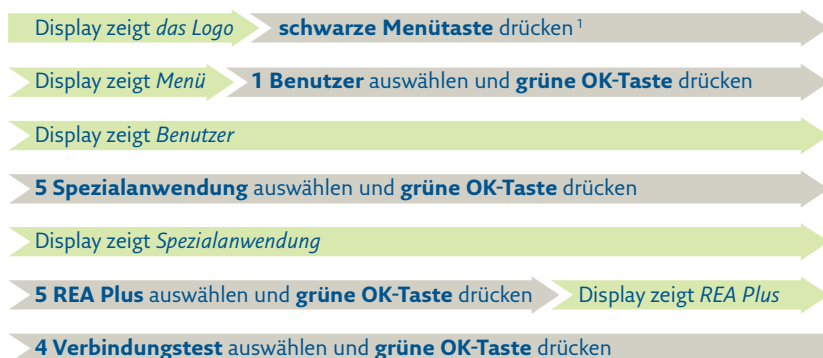 Display zeigt das Logo schwarze Menütaste drücken¹
Display zeigt Menü 1 Benutzer auswählen und grüne OK-Taste drücken
Display zeigt Benutzer
5 Spezialanwendung auswählen und grüne OK-Taste drücken
Display zeigt Spezialanwendung
5 REA Plus auswählen und grüne OK-Taste drücken Display zeigt REA Plus
4 Verbindungstest auswählen und grüne OK-Taste drücken